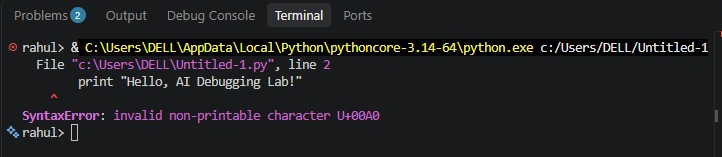 Problems 2 Output Debug Console Terminal Ports
rahul> & C:\Users\DELL\AppData\Local\Python\pythoncore-3.14-64\python.exe c:/Users/DELL/Untitled-1
File "c:\Users\DELL\Untitled-1.py", line 2
print "Hello, AI Debugging Lab!"
^
SyntaxError: invalid non-printable character U+00A0
rahul>